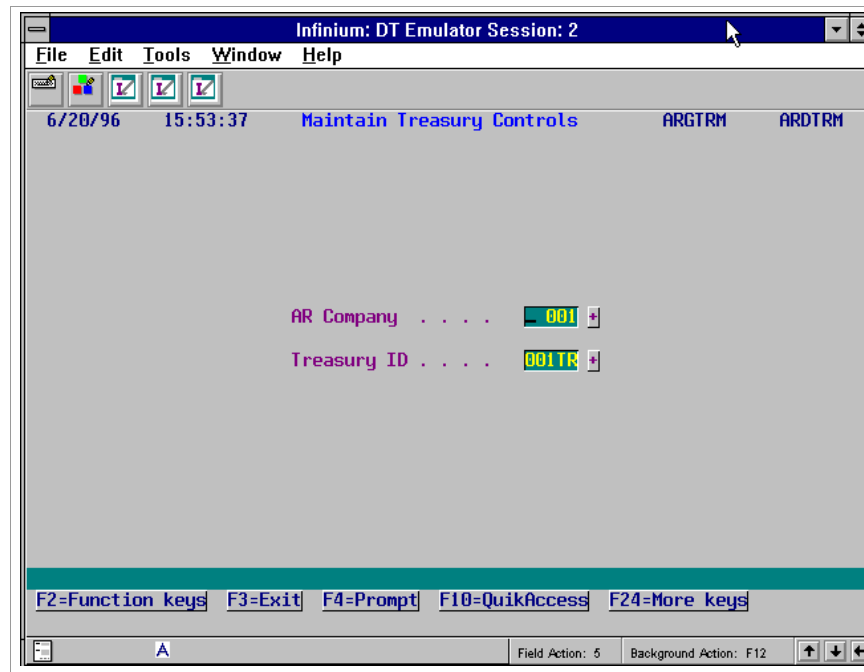 Infinium: DT Emulator Session: 2
File Edit Tools Window Help
6/20/96 15:53:37 Maintain Treasury Controls ARGTRM ARDTRM
AR Company . . . . 001 +
Treasury ID . . . . 001TR +
F2=Function keys F3=Exit F4=Prompt F10=QuikAccess F24=More keys
A Field Action: 5 Background Action: F12